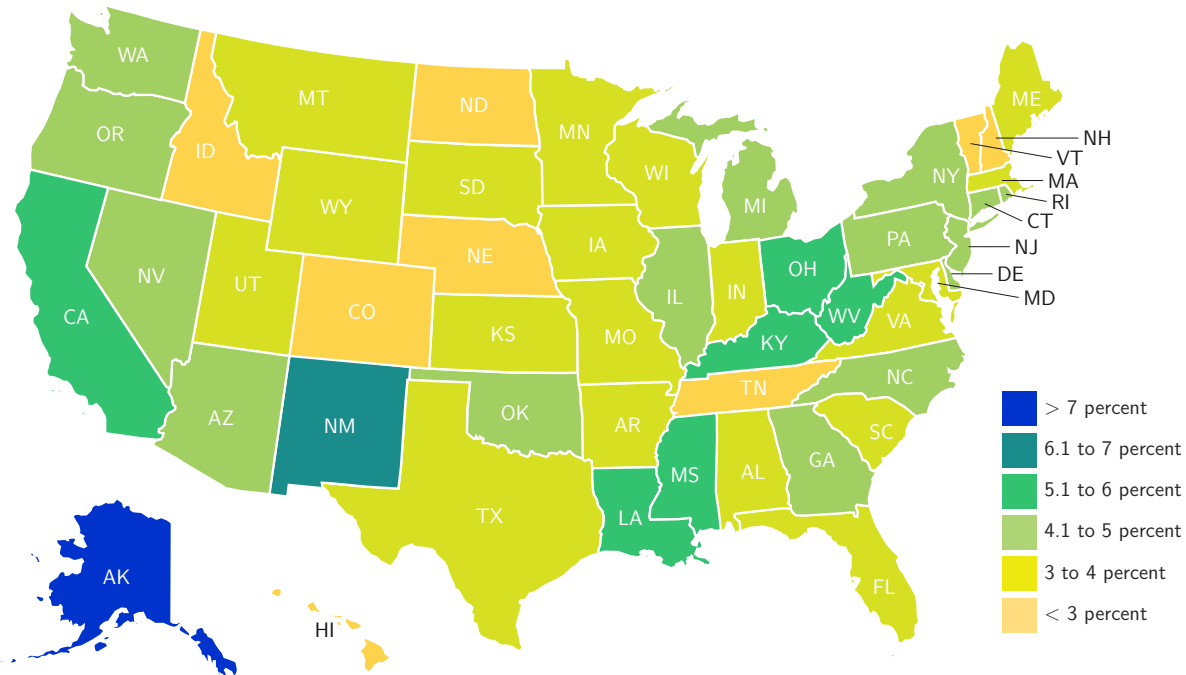 WA
MT
ND
MN
ME
OR
ID
SD
WI
NH
VT
NY
MA
WY
MI
RI
CT
PA
NJ
NV
UT
NE
IA
OH
DE
MD
CA
CO
IL
IN
WV
VA
KS
MO
KY
NC
AZ
NM
OK
TN
AR
SC
GA
MS
AL
TX
LA
FL
AK
HI
> 7 percent
6.1 to 7 percent
5.1 to 6 percent
4.1 to 5 percent
3 to 4 percent
< 3 percent